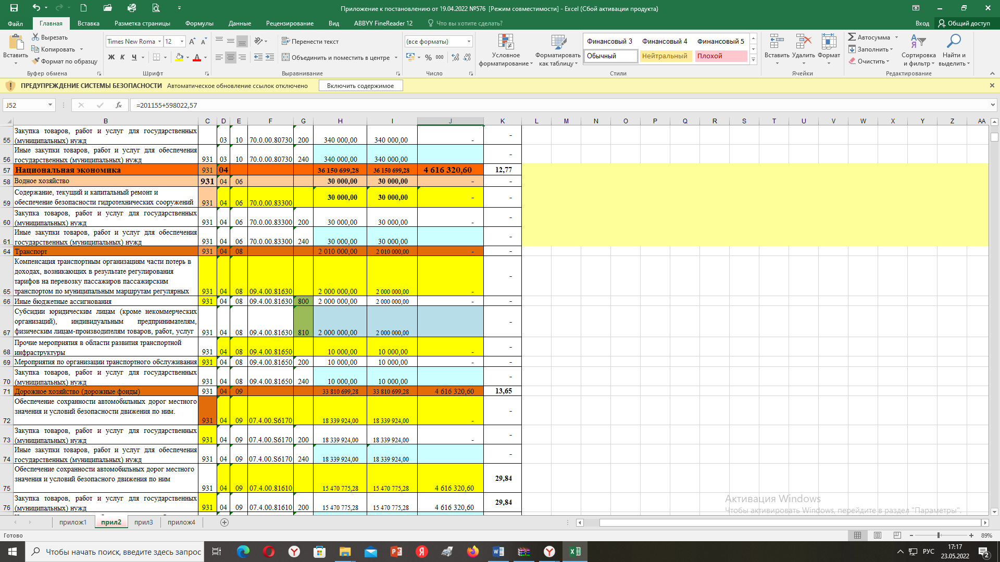 Приложение к постановлению от 19.04.2022 №576 [Режим совместимости] - Excel (Сбой активации продукта)
Файл Главная Вставка Разметка страницы Формулы Данные Рецензирование Вид ABBYY FineReader 12 Что вы хотите сделать? Вход Общий доступ
Вставить
Вырезать
Копировать
Формат по образцу
Буфер обмена
Times New Roma 12
Ж К Ч
Шрифт
Перенести текст
Объединить и поместить в центре
Выравнивание
(все форматы)
% 000
Число
Условное форматирование
Форматировать как таблицу
Финансовый 3 Финансовый 4 Финансовый 5
Обычный Нейтральный Плохой
Стили
Вставить Удалить Формат
Ячейки
Автосумма
Заполнить
Очистить
Сортировка и фильтр
Найти и выделить
Редактирование
ПРЕДУПРЕЖДЕНИЕ СИСТЕМЫ БЕЗОПАСНОСТИ Автоматическое обновление ссылок отключено Включить содержимое
J52 fx =201155+598022,57
B C D E F G H I J K L M N O P Q R S T U V W X Y Z AA
55 Закупка товаров, работ и услуг для государственных (муниципальных) нужд 03 10 70.0.00.80730 200 340 000,00 340 000,00 - -
56 Иные закупки товаров, работ и услуг для обеспечения государственных (муниципальных) нужд 931 03 10 70.0.00.80730 240 340 000,00 340 000,00 -
57 Национальная экономика 931 04 36 150 699,28 36 150 699,28 4 616 320,60 12,77
58 Водное хозяйство 931 04 06 30 000,00 30 000,00 - -
59 Содержание, текущий и капитальный ремонт и обеспечение безопасности гидротехнических сооружений 931 04 06 70.0.00.83300 30 000,00 30 000,00 - -
60 Закупка товаров, работ и услуг для государственных (муниципальных) нужд 931 04 06 70.0.00.83300 200 30 000,00 30 000,00 - -
61 Иные закупки товаров, работ и услуг для обеспечения государственных (муниципальных) нужд 931 04 06 70.0.00.83300 240 30 000,00 30 000,00 -
64 Транспорт 931 04 08 2 010 000,00 2 010 000,00 - -
65 Компенсация транспортным организациям части потерь в доходах, возникающих в результате регулирования тарифов на перевозку пассажиров пассажирским транспортом по муниципальным маршрутам регулярных 931 04 08 09.4.00.81630 2 000 000,00 2 000 000,00 - -
66 Иные бюджетные ассигнования 931 04 08 09.4.00.81630 800 2 000 000,00 2 000 000,00 - -
67 Субсидии юридическим лицам (кроме некоммерческих организаций), индивидуальным предпринимателям, физическим лицам-производителям товаров, работ, услуг 931 04 08 09.4.00.81630 810 2 000 000,00 2 000 000,00 -
68 Прочие мероприятия в области развития транспортной инфраструктуры 931 04 08 09.4.00.81650 10 000,00 10 000,00 - -
69 Мероприятия по организации транспортного обслуживания 931 04 08 09.4.00.81650 200 10 000,00 10 000,00 - -
70 Закупка товаров, работ и услуг для государственных (муниципальных) нужд 931 04 08 09.4.00.81650 240 10 000,00 10 000,00 -
71 Дорожное хозяйство (дорожные фонды) 931 04 09 33 810 699,28 33 810 699,28 4 616 320,60 13,65
72 Обеспечение сохранности автомобильных дорог местного значения и условий безопасности движения по ним. 931 04 09 07.4.00.S6170 18 339 924,00 18 339 924,00 - -
73 Закупка товаров, работ и услуг для государственных (муниципальных) нужд 931 04 09 07.4.00.S6170 200 18 339 924,00 18 339 924,00 - -
74 Иные закупки товаров, работ и услуг для обеспечения государственных (муниципальных) нужд 931 04 09 07.4.00.S6170 240 18 339 924,00 18 339 924,00 -
75 Обеспечение сохранности автомобильных дорог местного значения и условий безопасного движения по ним 931 04 09 07.4.00.81610 15 470 775,28 15 470 775,28 4 616 320,60 29,84
76 Закупка товаров, работ и услуг для государственных (муниципальных) нужд 931 04 09 07.4.00.81610 200 15 470 775,28 15 470 775,28 4 616 320,60 29,84
Активация Windows
Чтобы активировать Windows, перейдите в раздел "Параметры".
прилож1 прил2 прил3 прилож4
Готово 89%
Чтобы начать поиск, введите здесь запрос
РУС 17:17
23.05.2022 2